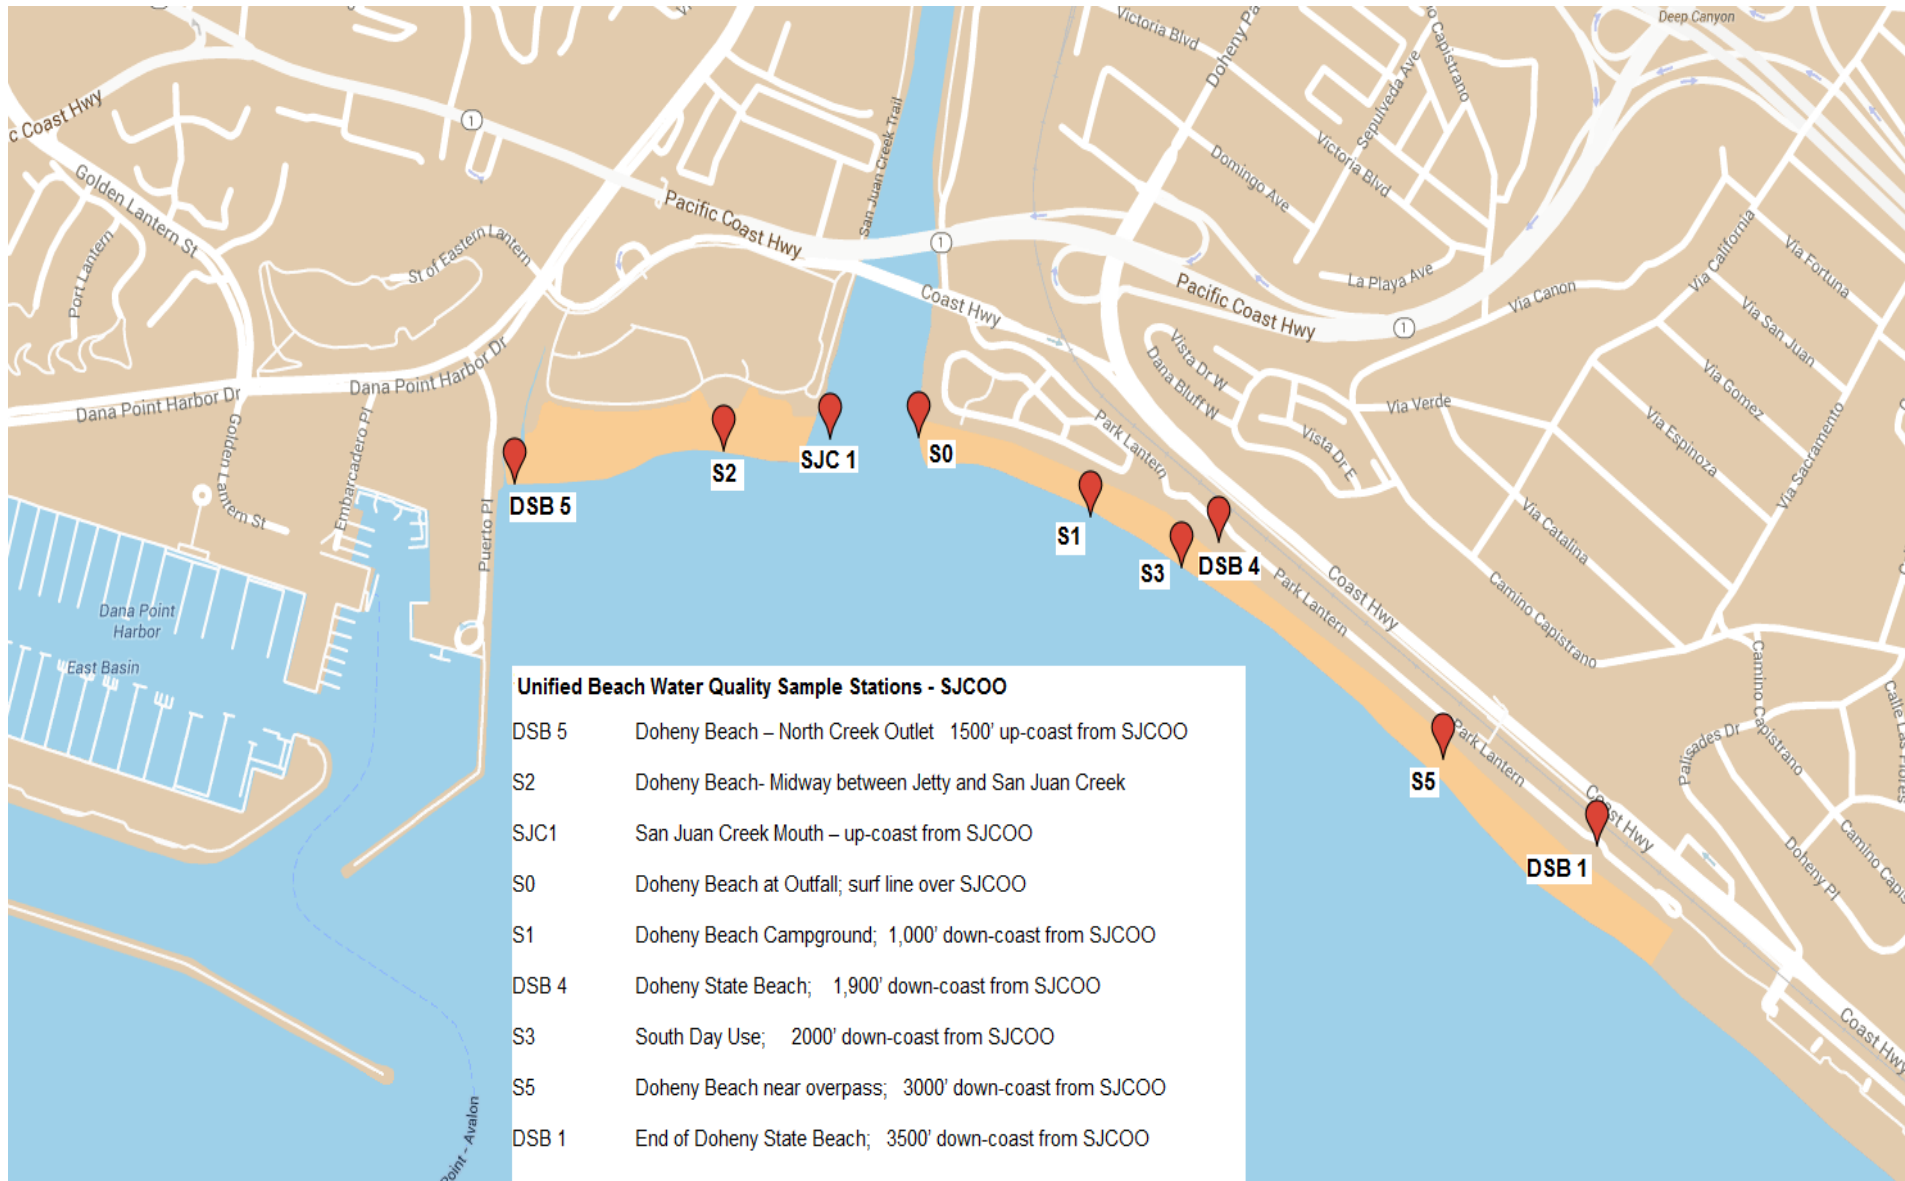 Deep Canyon
Victoria Blvd
Doheny Pa
o Capistrano
Sepulveda Ave
c Coast Hwy
1
San Juan Creek Trail
Domingo Ave
Victoria Blvd
Golden Lantern St
Pacific Coast Hwy
1
Port Lantern
St of Eastern Lantern
La Playa Ave
Via California
Via Fortuna
Coast Hwy
Pacific Coast Hwy
1
Via Canon
Via San Juan
Dana Point Harbor Dr
Dana Point Harbor Dr
Vista Dr W
Dana Bluff W
Via Verde
Via Gomez
Via Espinoza
Via Sacramento
Golden Lantern St
Embarcadero Pl
Puerto Pl
Park Lantern
Vista Dr E
Via Catalina
S2
SJC 1
S0
DSB 5
S1
S3
DSB 4
Park Lantern
Coast Hwy
Camino Capistrano
Dana Point
Harbor
East Basin
Camino Capistrano
Calle Las Flores
Palisades Dr
Park Lantern
S5
Coast Hwy
DSB 1
Doheny Pl
Camino Capis
Coast Hwy
Point - Avalon
Unified Beach Water Quality Sample Stations - SJCOO
DSB 5 Doheny Beach – North Creek Outlet 1500' up-coast from SJCOO
S2 Doheny Beach- Midway between Jetty and San Juan Creek
SJC1 San Juan Creek Mouth – up-coast from SJCOO
S0 Doheny Beach at Outfall; surf line over SJCOO
S1 Doheny Beach Campground; 1,000' down-coast from SJCOO
DSB 4 Doheny State Beach; 1,900' down-coast from SJCOO
S3 South Day Use; 2000' down-coast from SJCOO
S5 Doheny Beach near overpass; 3000' down-coast from SJCOO
DSB 1 End of Doheny State Beach; 3500' down-coast from SJCOO